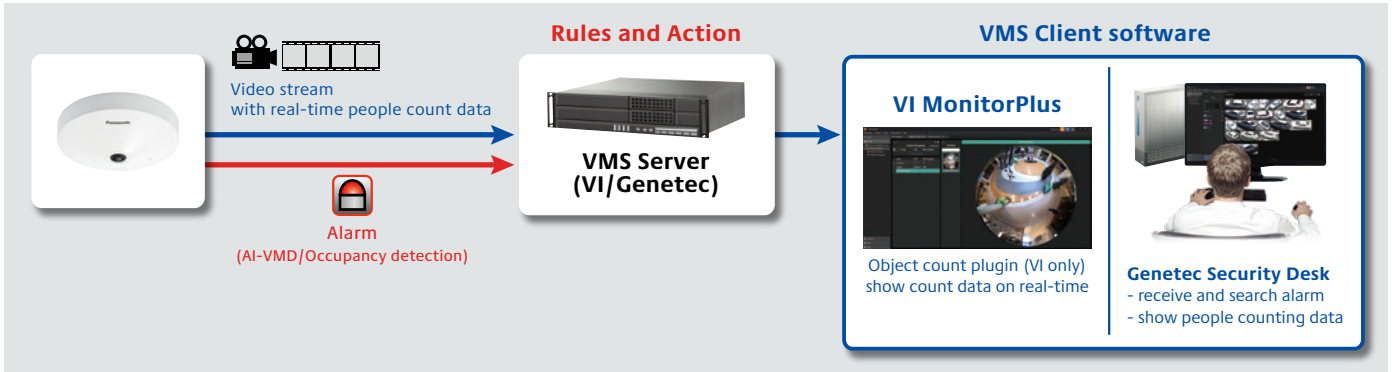 Panasonic
Video stream
with real-time people count data
Alarm
(AI-VMD/Occupancy detection)
Rules and Action
VMS Server
(VI/Genetec)
VMS Client software
VI MonitorPlus
Object count plugin (VI only)
show count data on real-time
Genetec Security Desk
- receive and search alarm
- show people counting data